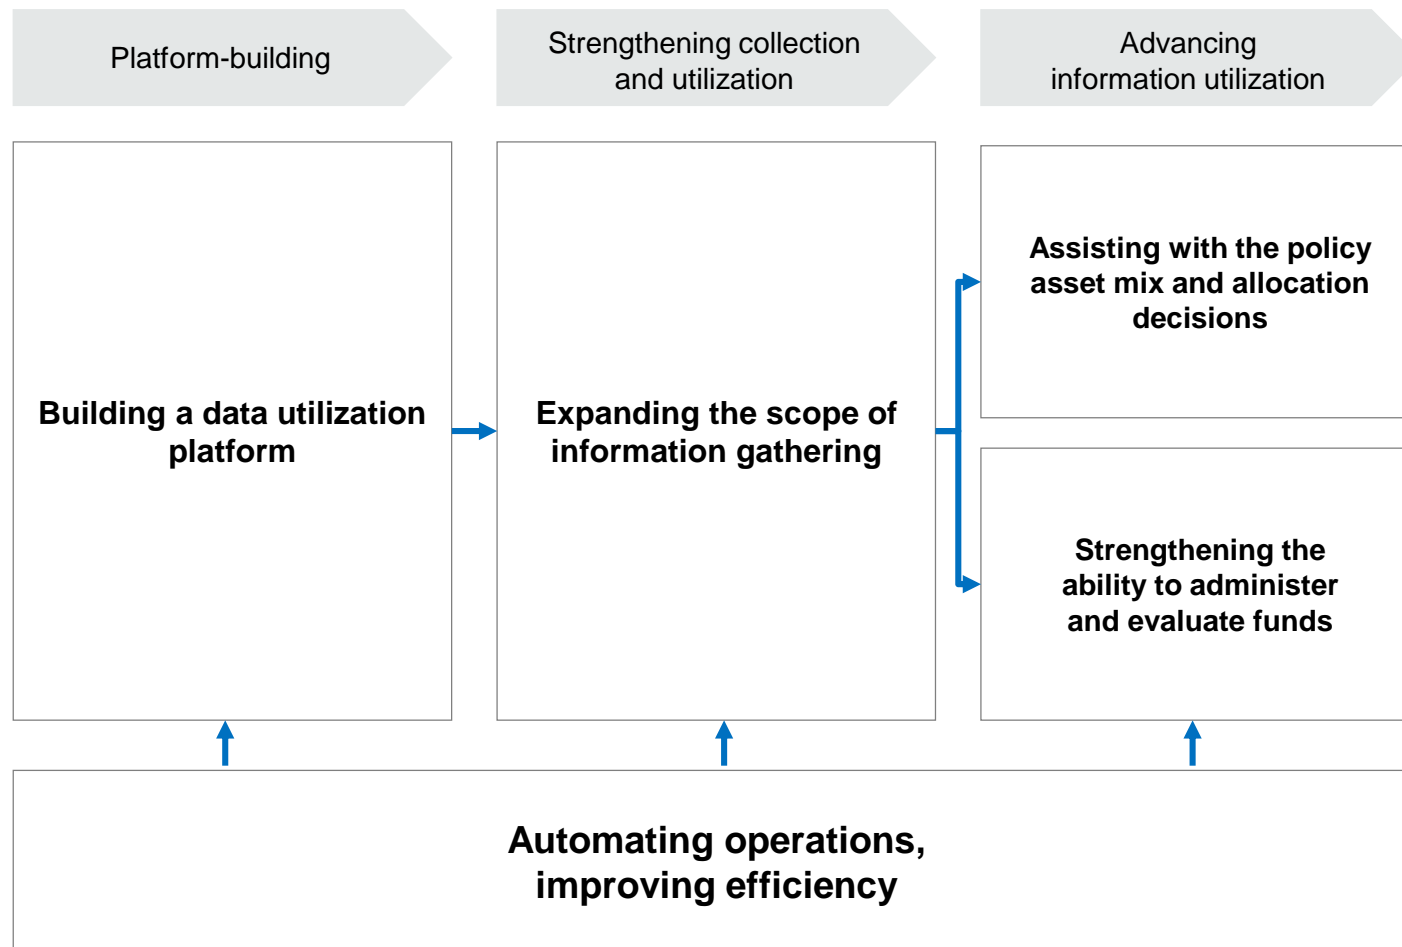 Platform-building
Strengthening collection
and utilization
Advancing
information utilization
Building a data utilization
platform
Expanding the scope of
information gathering
Assisting with the policy
asset mix and allocation
decisions
Strengthening the
ability to administer
and evaluate funds
Automating operations,
improving efficiency